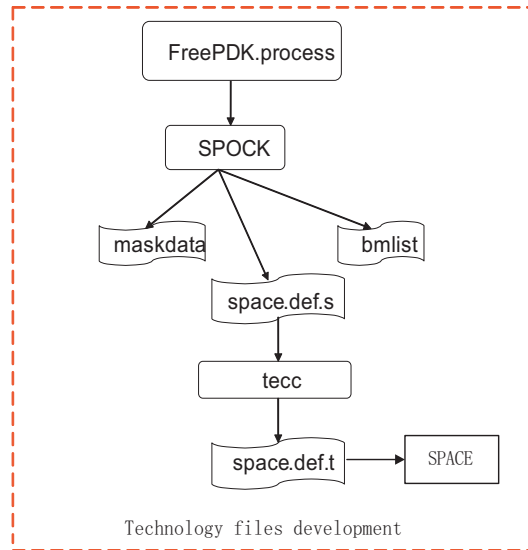 FreePDK.process
SPOCK
maskdata
bmlist
space.def.s
tecc
space.def.t
SPACE
Technology files development